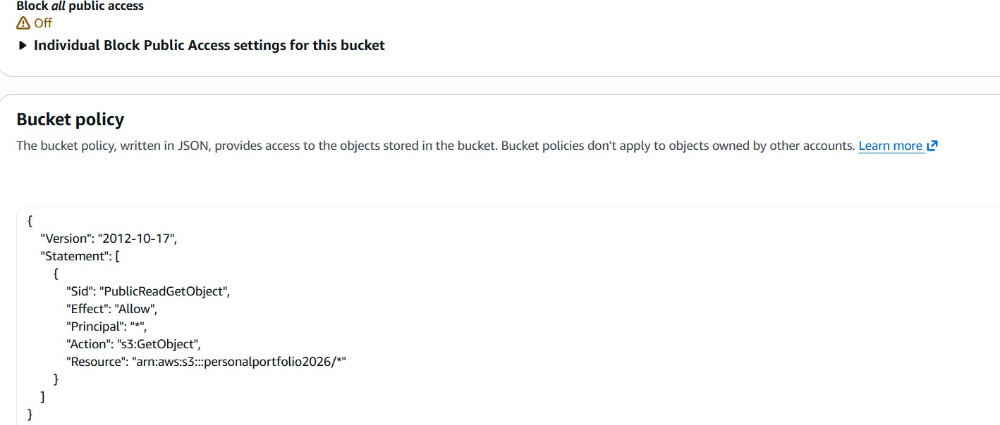 Block all public access
Off
Individual Block Public Access settings for this bucket
Bucket policy
The bucket policy, written in JSON, provides access to the objects stored in the bucket. Bucket policies don't apply to objects owned by other accounts. Learn more
{
"Version": "2012-10-17",
"Statement": [
{
"Sid": "PublicReadGetObject",
"Effect": "Allow",
"Principal": "*",
"Action": "s3:GetObject",
"Resource": "arn:aws:s3:::personalportfolio2026/*"
}
]
}